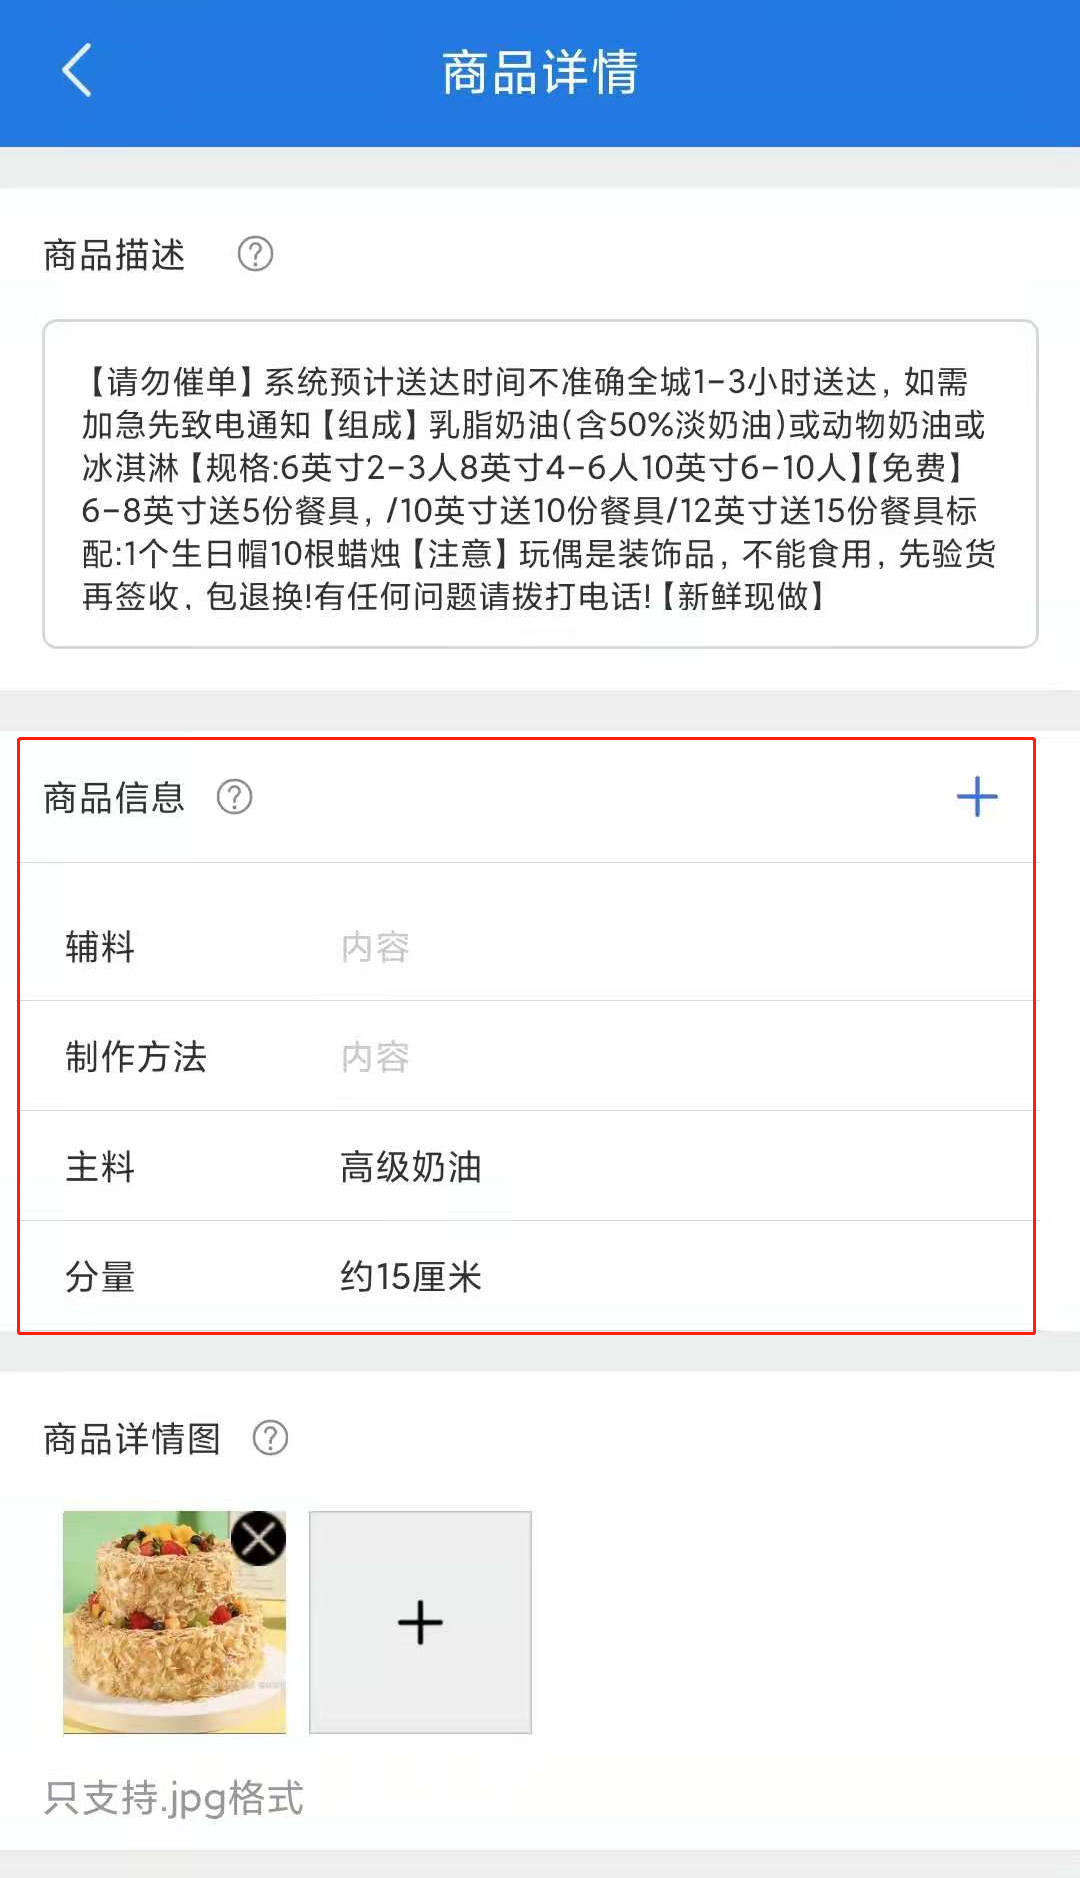 商品详情
商品描述
【请勿催单】系统预计送达时间不准确全城1-3小时送达，如需
加急先致电通知【组成】乳脂奶油(含50%淡奶油)或动物奶油或
冰淇淋【规格:6英寸2-3人8英寸4-6人10英寸6-10人】【免费】
6-8英寸送5份餐具，/10英寸送10份餐具/12英寸送15份餐具标
配:1个生日帽10根蜡烛【注意】玩偶是装饰品，不能食用，先验货
再签收，包退换!有任何问题请拨打电话!【新鲜现做】
商品信息
辅料 内容
制作方法 内容
主料 高级奶油
分量 约15厘米
商品详情图
只支持.jpg格式